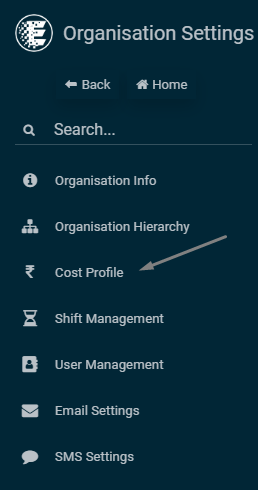 Organisation Settings
Back Home
Search...
Organisation Info
Organisation Hierarchy
₹ Cost Profile
Shift Management
User Management
Email Settings
SMS Settings